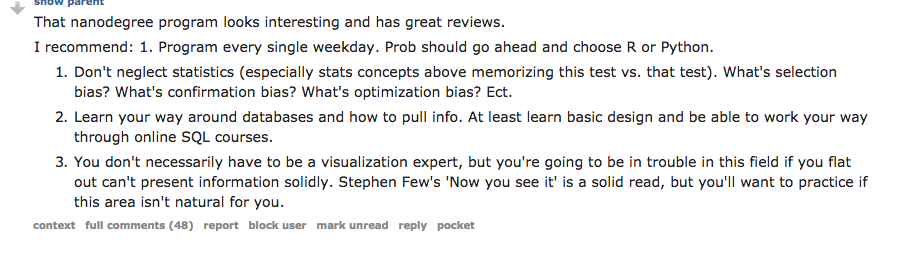 show parent
That nanodegree program looks interesting and has great reviews.
I recommend: 1. Program every single weekday. Prob should go ahead and choose R or Python.
1. Don't neglect statistics (especially stats concepts above memorizing this test vs. that test). What's selection
bias? What's confirmation bias? What's optimization bias? Ect.
2. Learn your way around databases and how to pull info. At least learn basic design and be able to work your way
through online SQL courses.
3. You don't necessarily have to be a visualization expert, but you're going to be in trouble in this field if you flat
out can't present information solidly. Stephen Few's 'Now you see it' is a solid read, but you'll want to practice if
this area isn't natural for you.
context full comments (48) report block user mark unread reply pocket